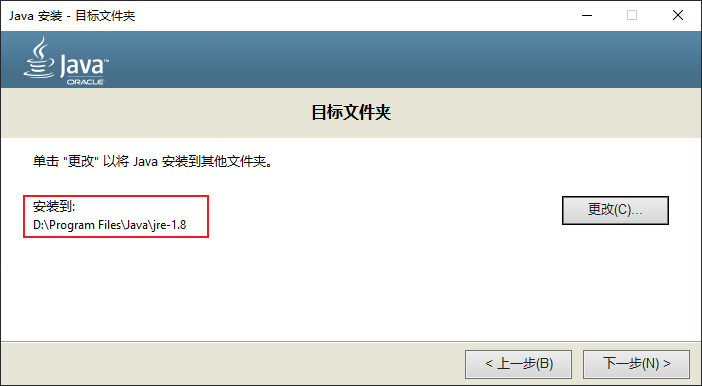 Java 安装 - 目标文件夹
Java™
ORACLE
目标文件夹
单击 "更改" 以将 Java 安装到其他文件夹。
安装到:
D:\Program Files\Java\jre-1.8
更改(C)...
< 上一步(B)
下一步(N) >